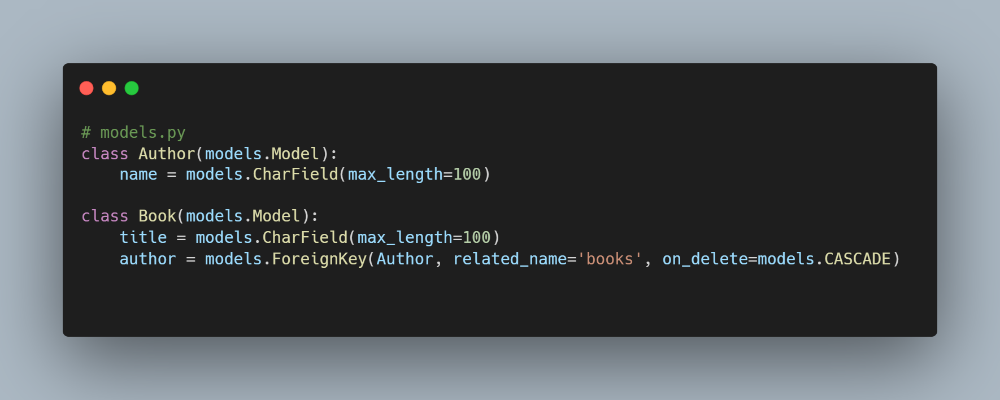 # models.py
class Author(models.Model):
    name = models.CharField(max_length=100)

class Book(models.Model):
    title = models.CharField(max_length=100)
    author = models.ForeignKey(Author, related_name='books', on_delete=models.CASCADE)